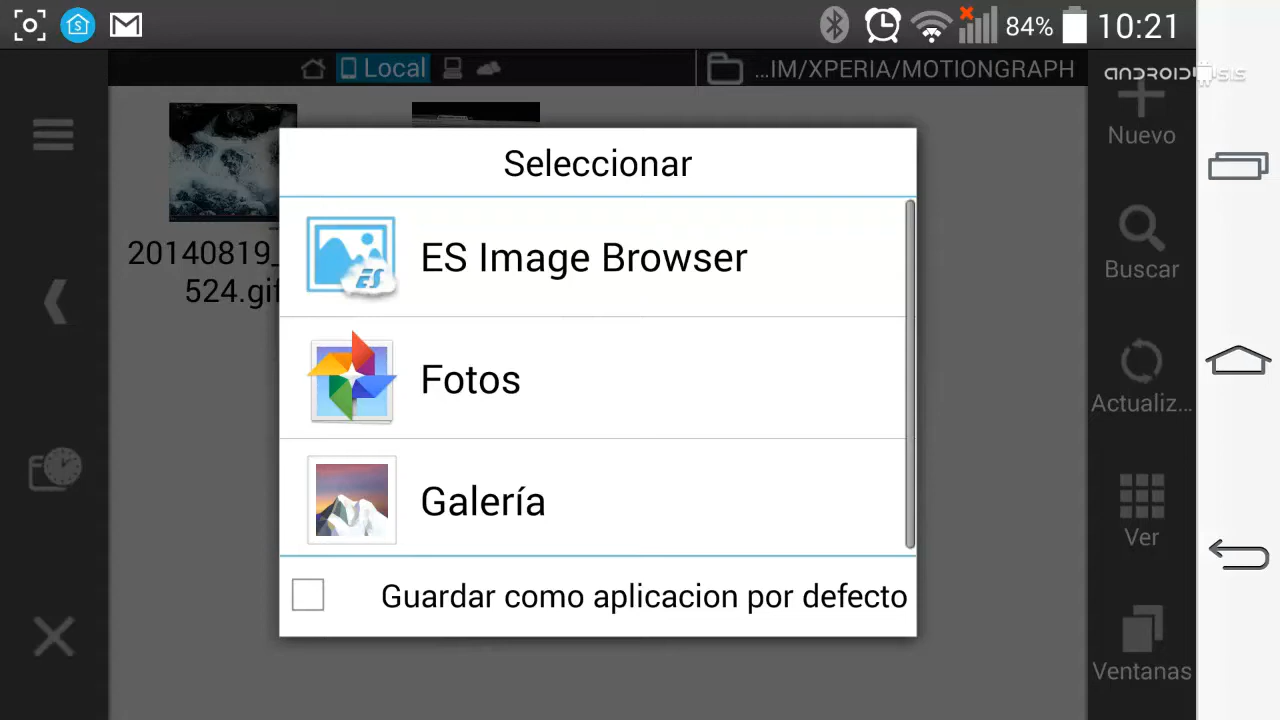 84% 10:21
Local
...IM/XPERIA/MOTIONGRAPH
ANDROIDSIS
Nuevo
Seleccionar
20140819_
524.gif
ES Image Browser
ES
Buscar
Fotos
Actualiz...
Galería
Ver
Guardar como aplicacion por defecto
Ventanas